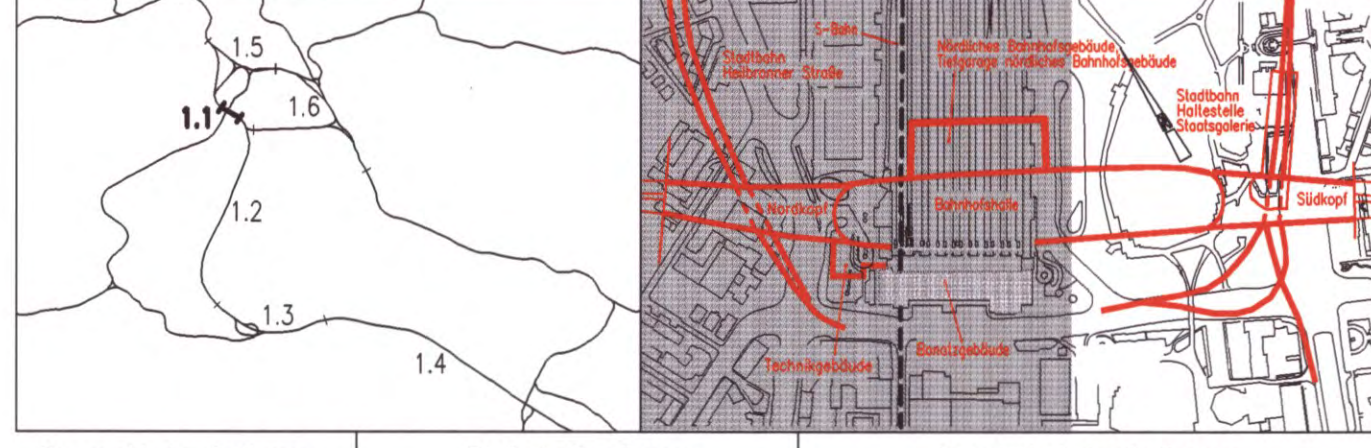 1.5
1.6
1.1
1.2
1.3
1.4
S-Bahn
Stadtbahn
Heilbronner Straße
Nördliches Bahnhofsgebäude,
Tiefgarage nördliches Bahnhofsgebäude
Stadtbahn
Haltestelle
Staatsgalerie
Nordkopf
Bahnhofshalle
Südkopf
Technikgebäude
Bonatzgebäude